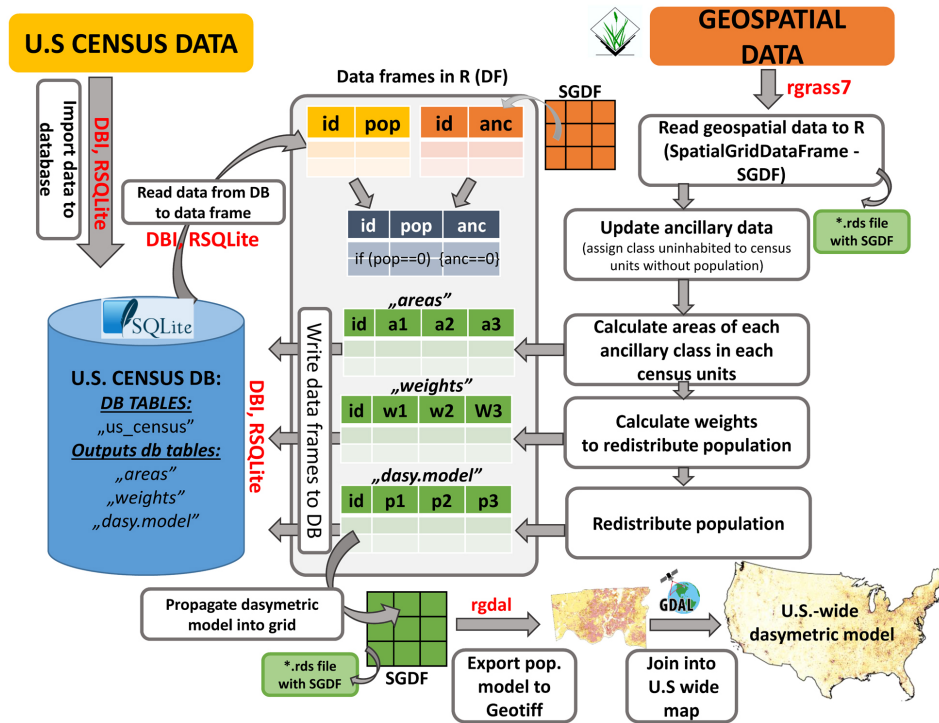 U.S CENSUS DATA
GEOSPATIAL
DATA
Import data to
database
DBI, RSQLite
Data frames in R (DF)
id pop
id anc
SGDF
rgrass7
Read geospatial data to R
(SpatialGridDataFrame -
SGDF)
*.rds file
with SGDF
Read data from DB
to data frame
DBI, RSQLite
id pop anc
if (pop==0) {anc==0}
Update ancillary data
(assign class uninhabited to census
units without population)
„areas”
id a1 a2 a3
Calculate areas of each
ancillary class in each
census units
„weights”
id w1 w2 W3
Calculate weights
to redistribute population
„dasy.model”
id p1 p2 p3
Redistribute population
Write data frames to DB
DBI, RSQLite
SQLite
U.S. CENSUS DB:
DB TABLES:
„us_census”
Outputs db tables:
„areas”
„weights”
„dasy.model”
Propagate dasymetric
model into grid
*.rds file
with SGDF
SGDF
rgdal
Export pop.
model to
Geotiff
GDAL
Join into
U.S wide
map
U.S.-wide
dasymetric model